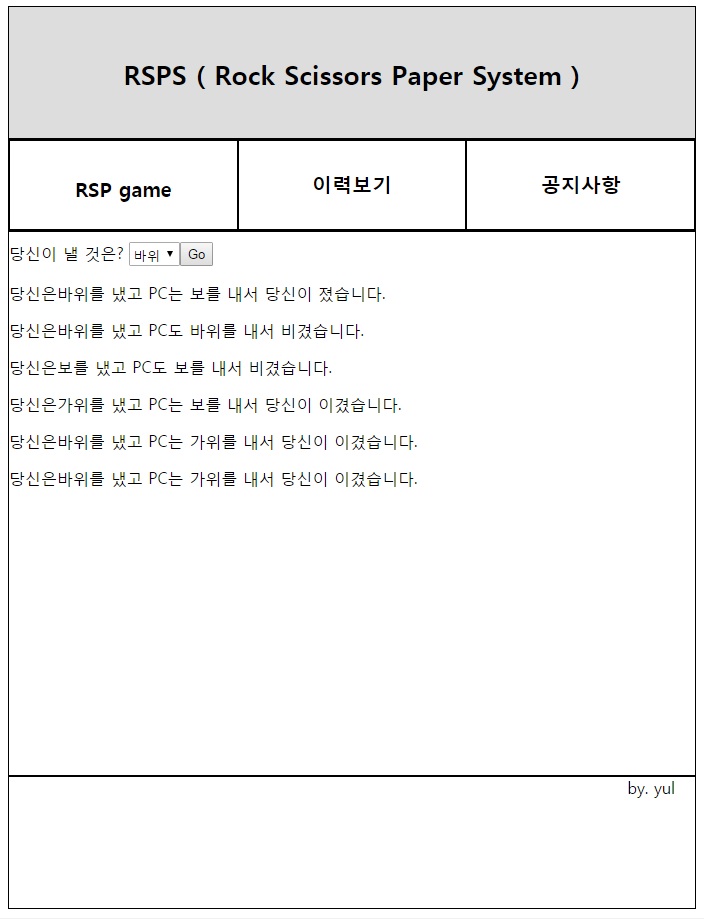 RSPS ( Rock Scissors Paper System )
RSP game
이력보기
공지사항
당신이 낼 것은? 바위 Go
당신은바위를 냈고 PC는 보를 내서 당신이 졌습니다.
당신은바위를 냈고 PC도 바위를 내서 비겼습니다.
당신은보를 냈고 PC도 보를 내서 비겼습니다.
당신은가위를 냈고 PC는 보를 내서 당신이 이겼습니다.
당신은바위를 냈고 PC는 가위를 내서 당신이 이겼습니다.
당신은바위를 냈고 PC는 가위를 내서 당신이 이겼습니다.
by. yul